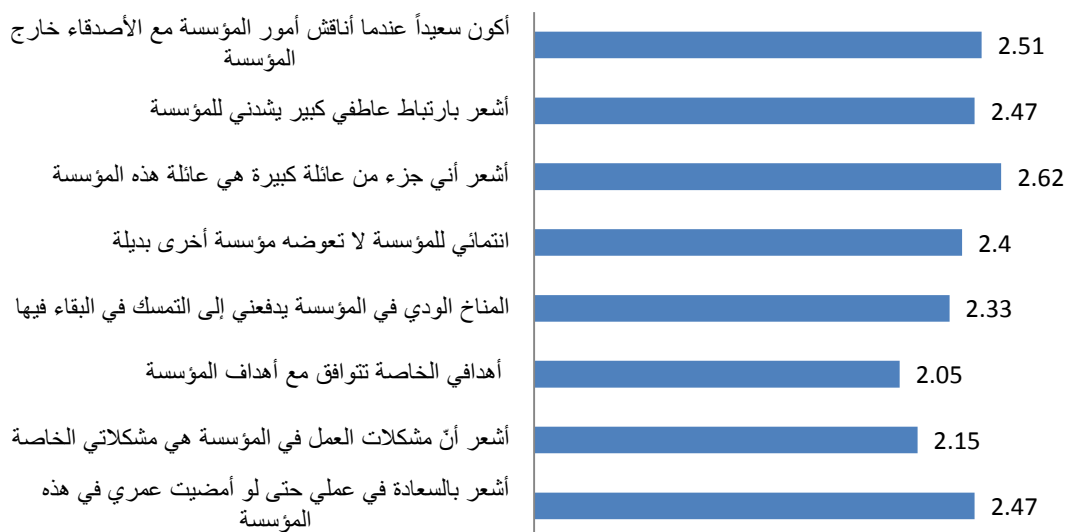 أكون سعيداً عندما أناقش أمور المؤسسة مع الأصدقاء خارج
المؤسسة
2.51
أشعر بارتباط عاطفي كبير يشدني للمؤسسة
2.47
أشعر أني جزء من عائلة كبيرة هي عائلة هذه المؤسسة
2.62
انتمائي للمؤسسة لا تعوضه مؤسسة أخرى بديلة
2.4
المناخ الودي في المؤسسة يدفعني إلى التمسك في البقاء فيها
2.33
أهدافي الخاصة تتوافق مع أهداف المؤسسة
2.05
أشعر أنّ مشكلات العمل في المؤسسة هي مشكلاتي الخاصة
2.15
أشعر بالسعادة في عملي حتى لو أمضيت عمري في هذه
المؤسسة
2.47